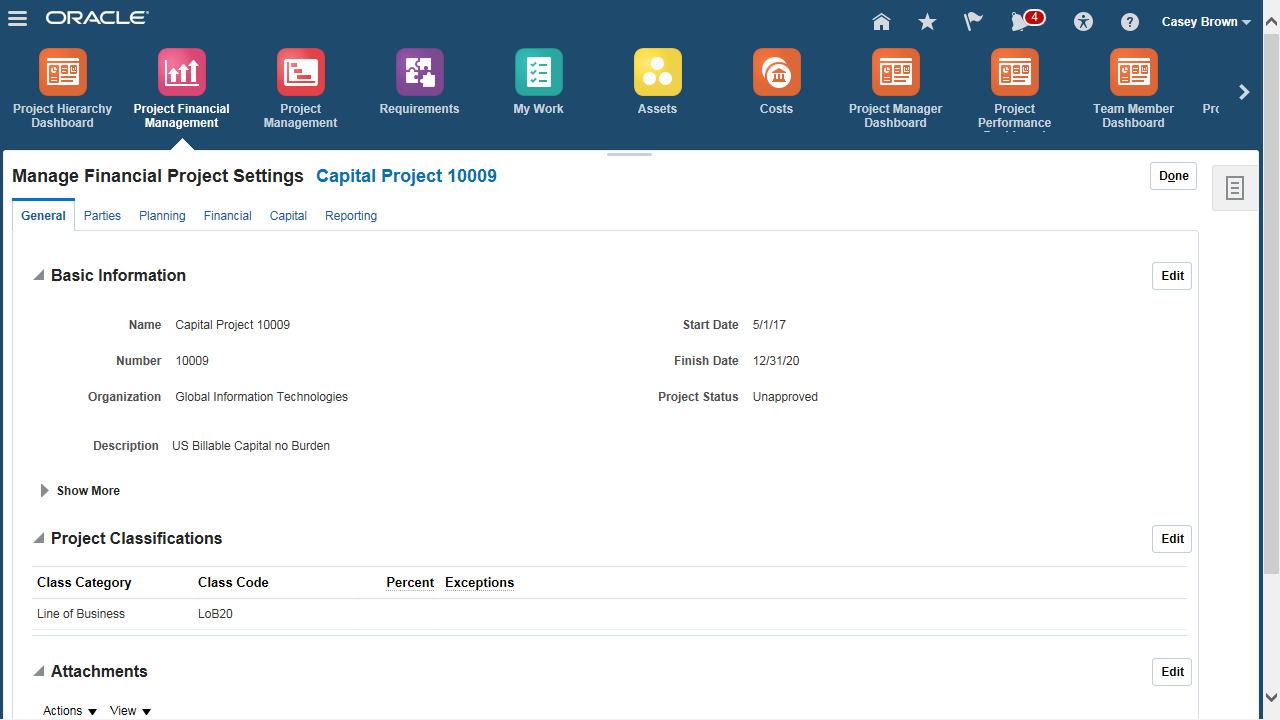 ORACLE
4
Casey Brown
Project Hierarchy
Dashboard
Project Financial
Management
Project
Management
Requirements
My Work
Assets
Costs
Project Manager
Dashboard
Project
Performance
Team Member
Dashboard
Manage Financial Project Settings Capital Project 10009
Done
General Parties Planning Financial Capital Reporting
Basic Information
Edit
Name Capital Project 10009
Start Date 5/1/17
Number 10009
Finish Date 12/31/20
Organization Global Information Technologies
Project Status Unapproved
Description US Billable Capital no Burden
Show More
Project Classifications
Edit
Class Category Class Code Percent Exceptions
Line of Business LoB20
Attachments
Edit
Actions View